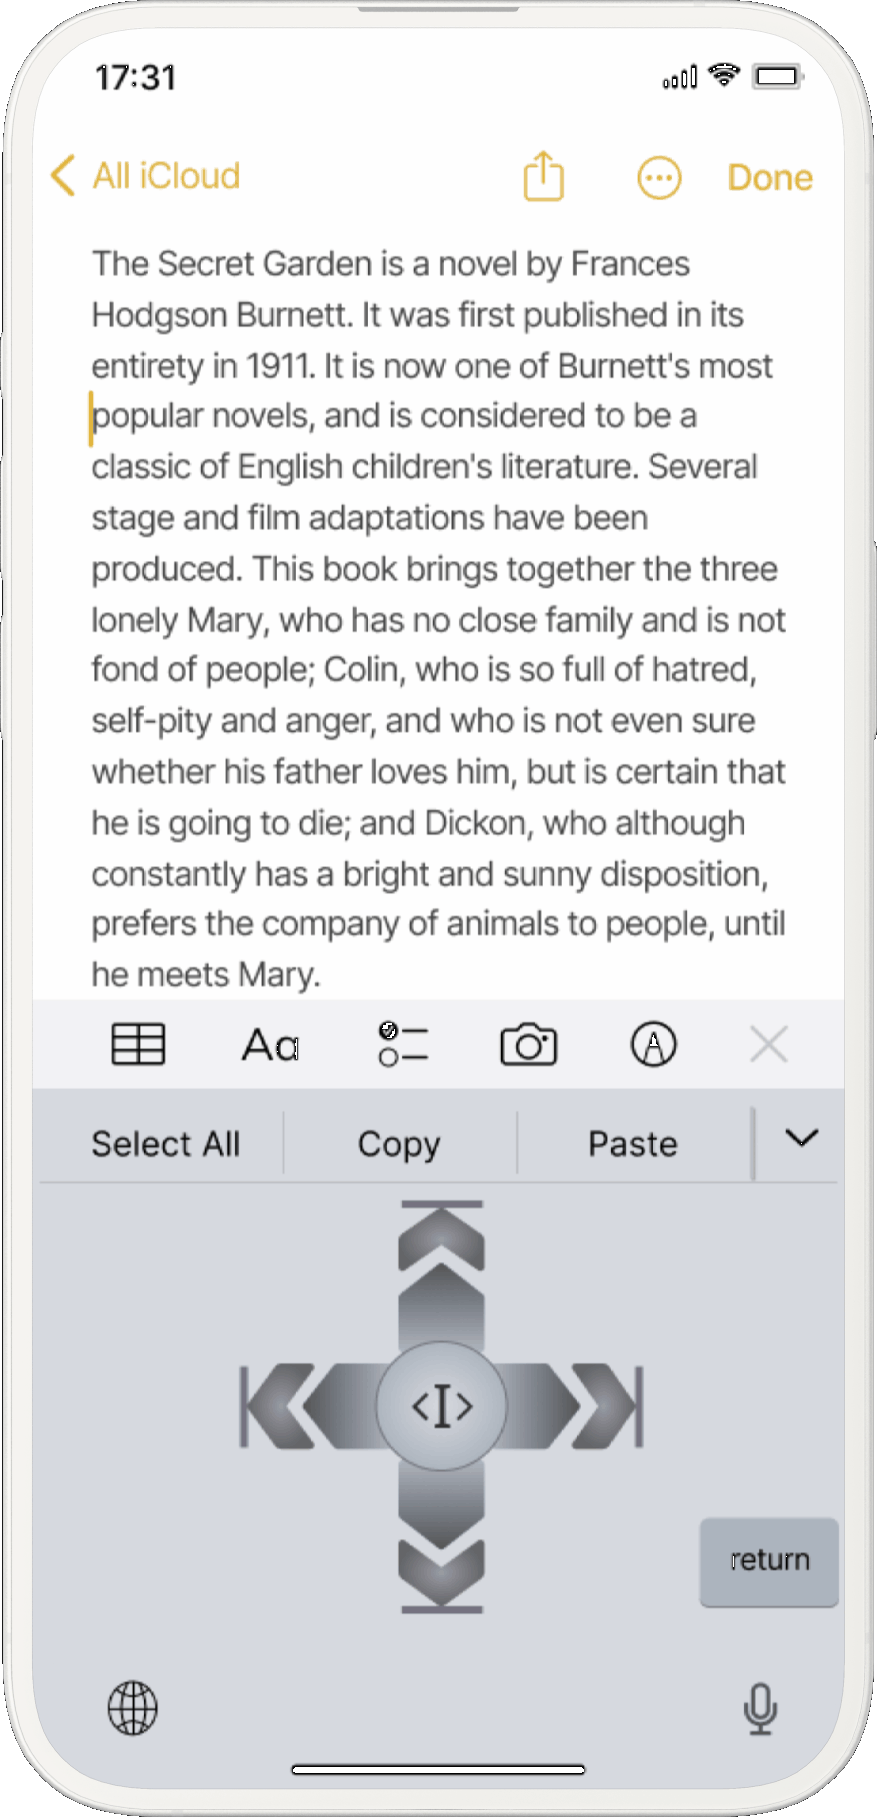 17:31
All iCloud
Done
The Secret Garden is a novel by Frances
Hodgson Burnett. It was first published in its
entirety in 1911. It is now one of Burnett's most
popular novels, and is considered to be a
classic of English children's literature. Several
stage and film adaptations have been
produced. This book brings together the three
lonely Mary, who has no close family and is not
fond of people; Colin, who is so full of hatred,
self-pity and anger, and who is not even sure
whether his father loves him, but is certain that
he is going to die; and Dickon, who although
constantly has a bright and sunny disposition,
prefers the company of animals to people, until
he meets Mary.
Aa
Select All
Copy
Paste
return